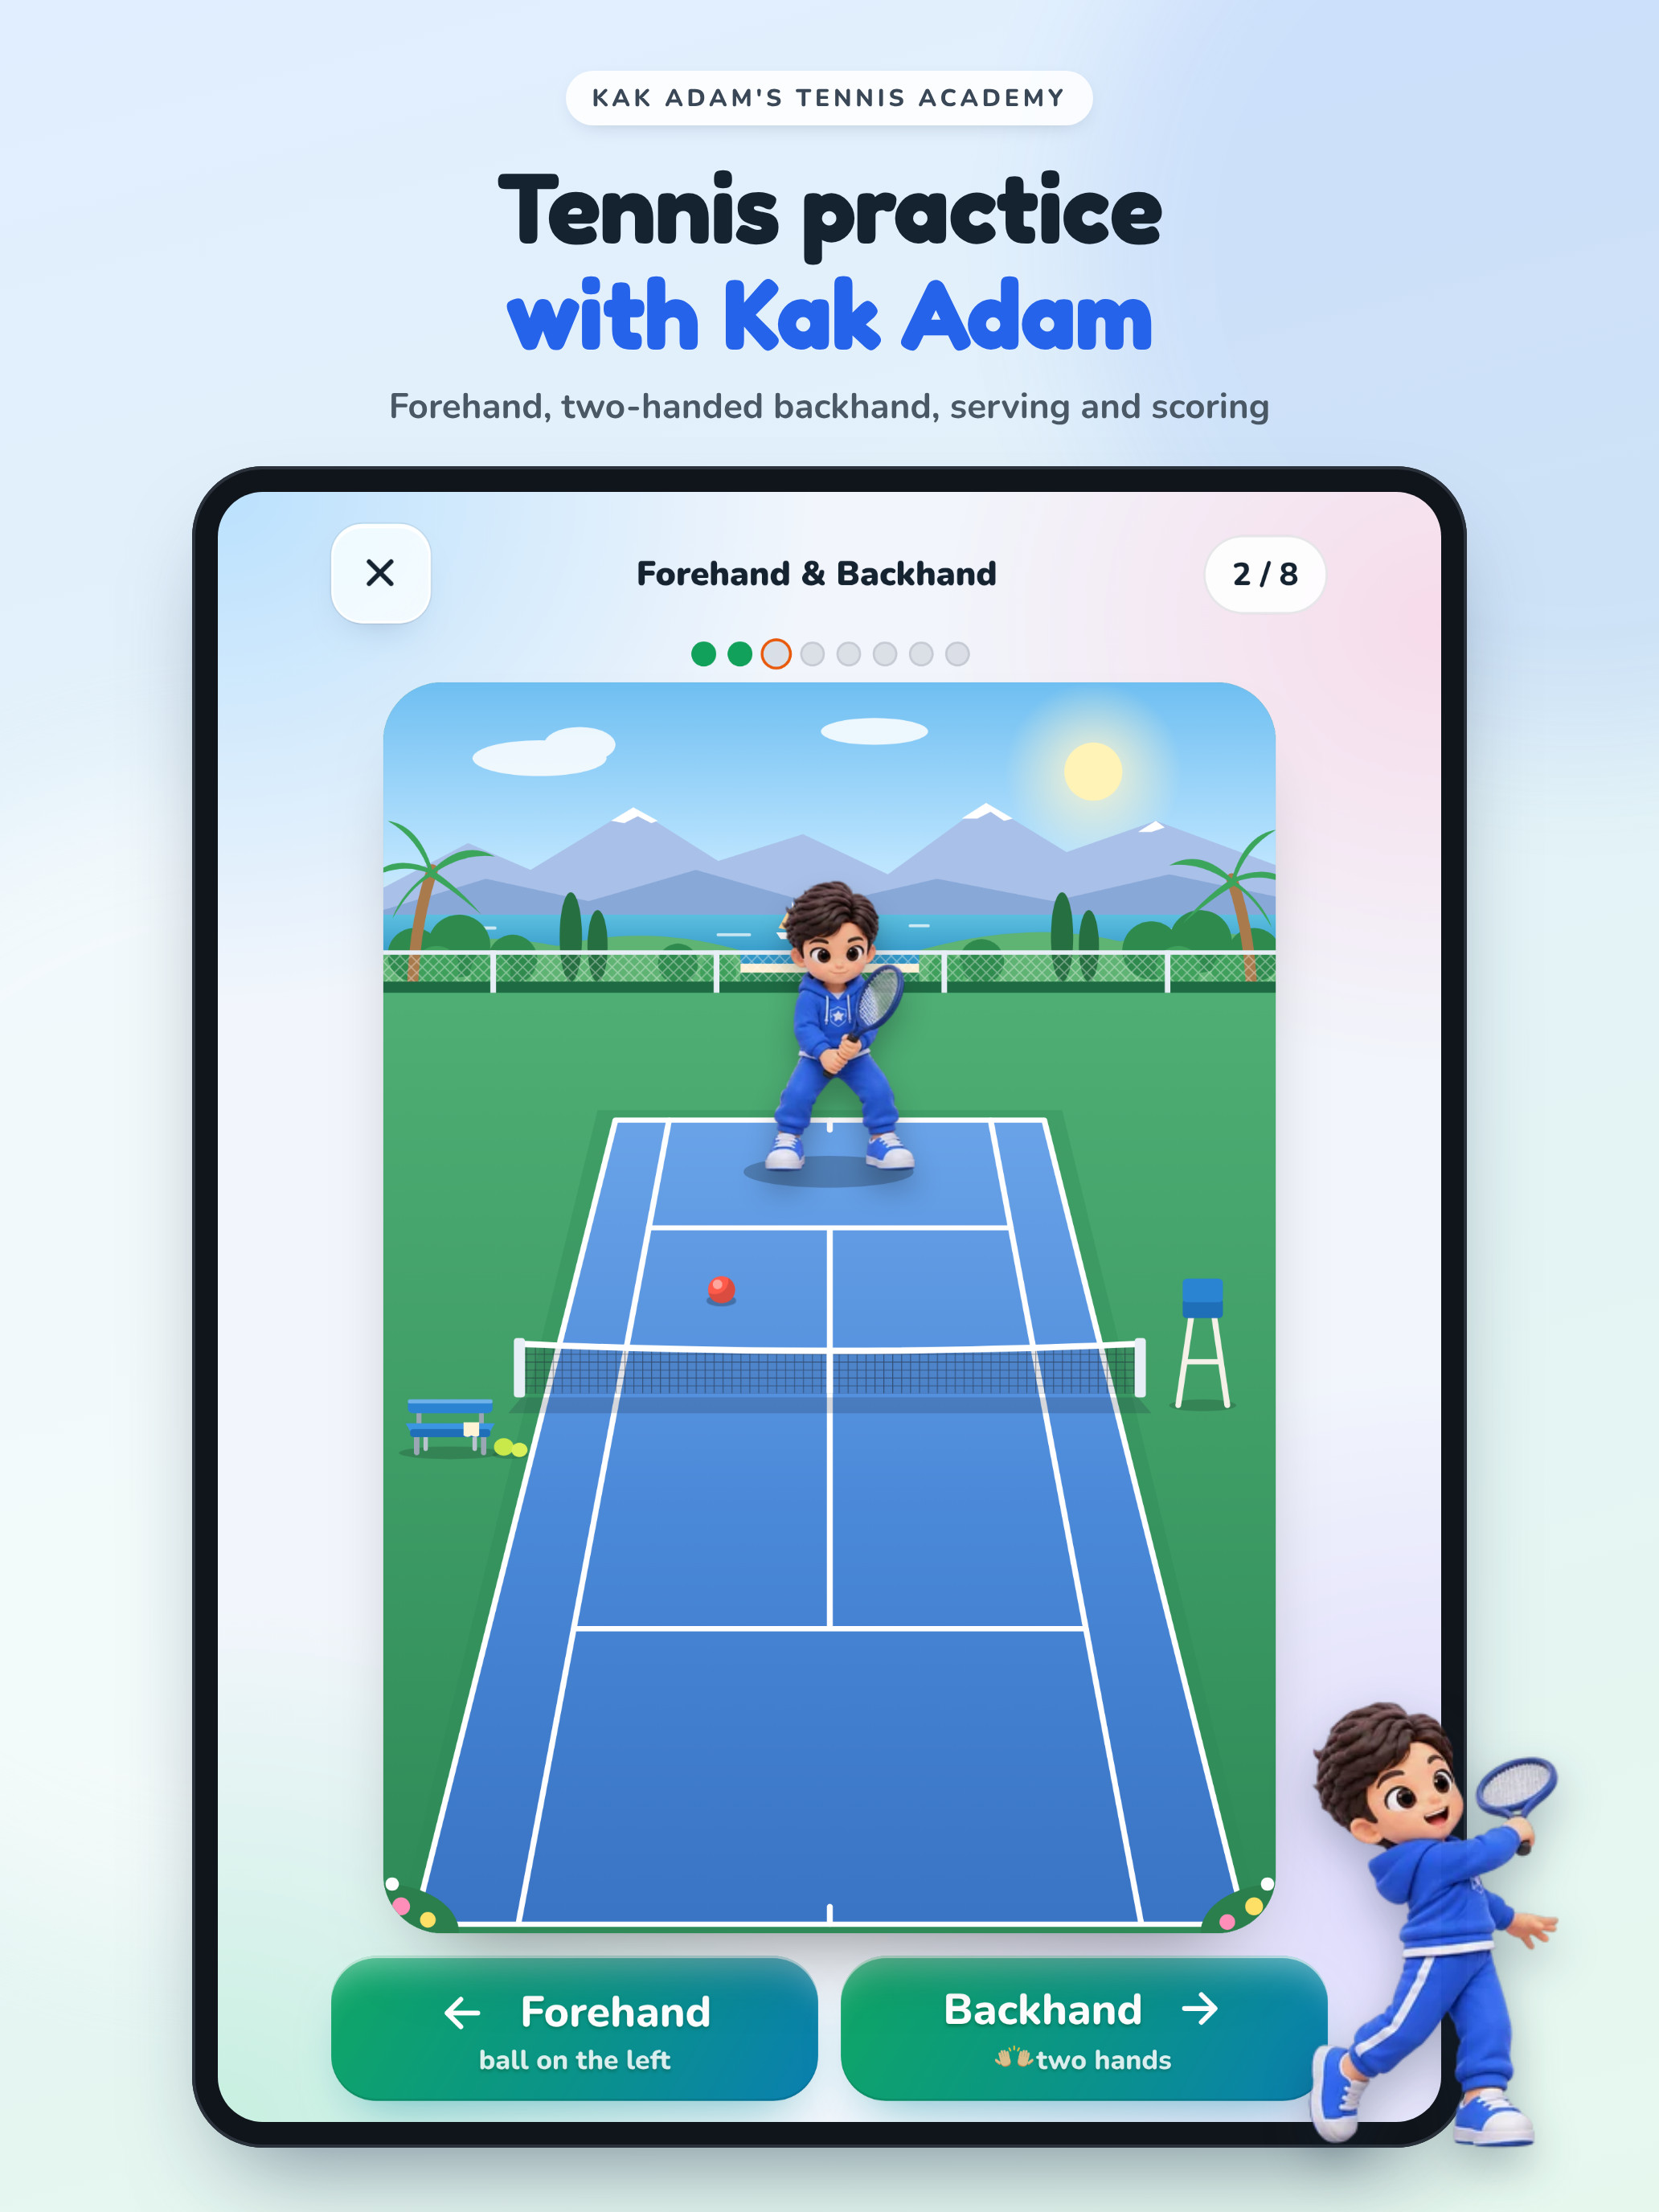 KAK ADAM'S TENNIS ACADEMY
Tennis practice
with Kak Adam
Forehand, two-handed backhand, serving and scoring
Forehand & Backhand
2 / 8
← Forehand
ball on the left
Backhand →
🙌two hands